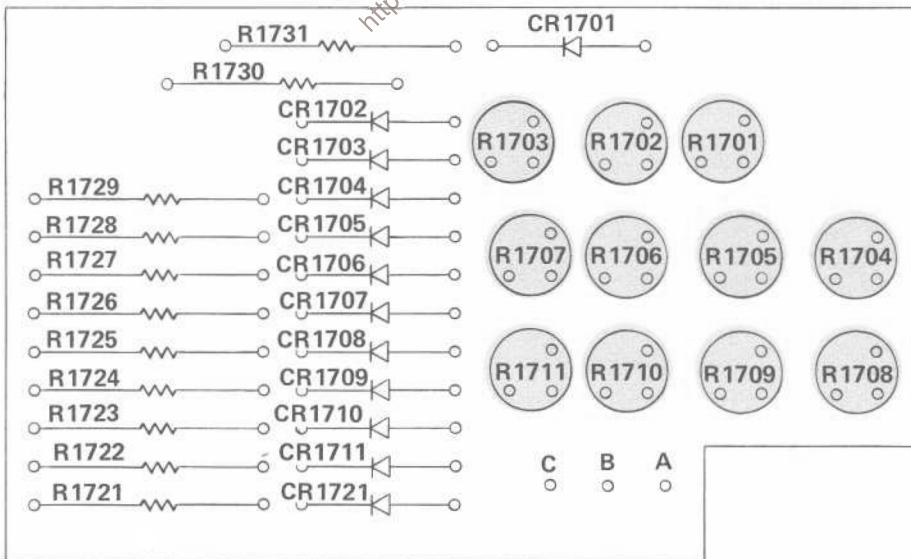 http
R1731 CR1701
R1730
CR1702
R1703 R1702 R1701
CR1703
R1729 CR1704
R1728 CR1705
R1707 R1706 R1705 R1704
R1727 CR1706
R1726 CR1707
R1725 CR1708
R1711 R1710 R1709 R1708
R1724 CR1709
R1723 CR1710
R1722 CR1711
C B A
R1721 CR1721